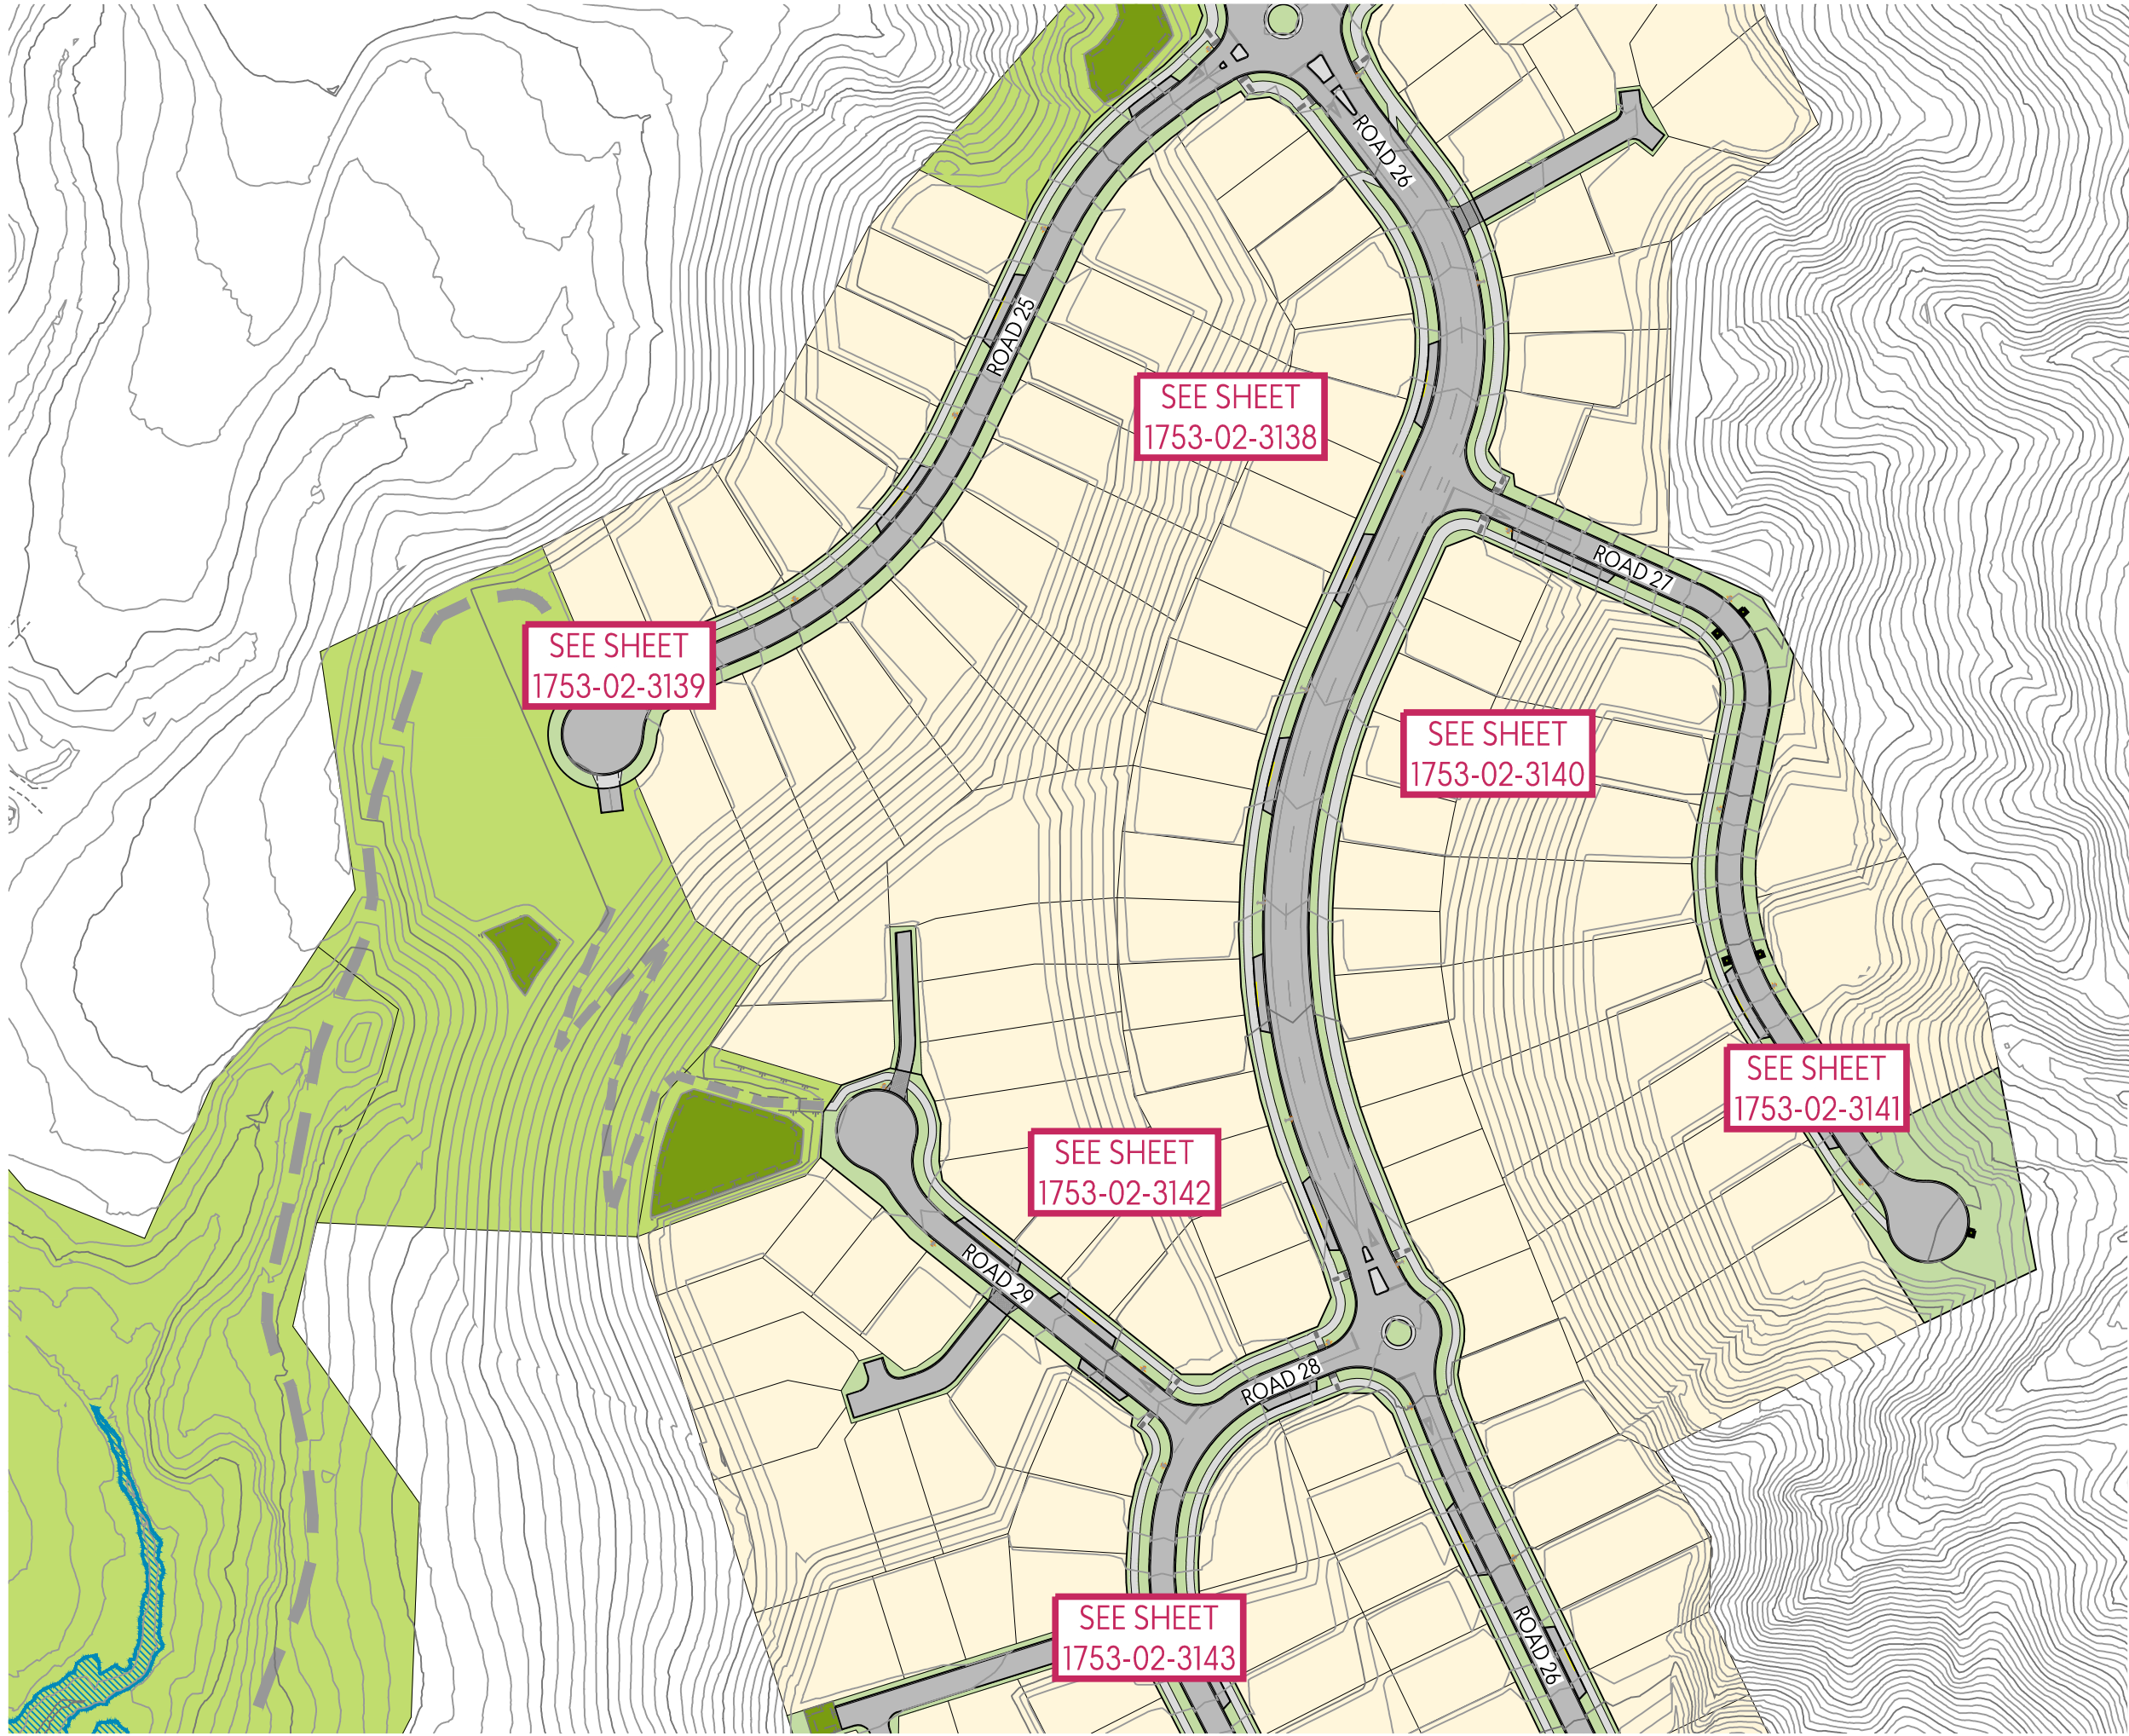 ROAD 26
ROAD 25
SEE SHEET
1753-02-3138
ROAD 27
SEE SHEET
1753-02-3139
SEE SHEET
1753-02-3140
SEE SHEET
1753-02-3141
SEE SHEET
1753-02-3142
ROAD 29
ROAD 28
SEE SHEET
1753-02-3143
ROAD 26